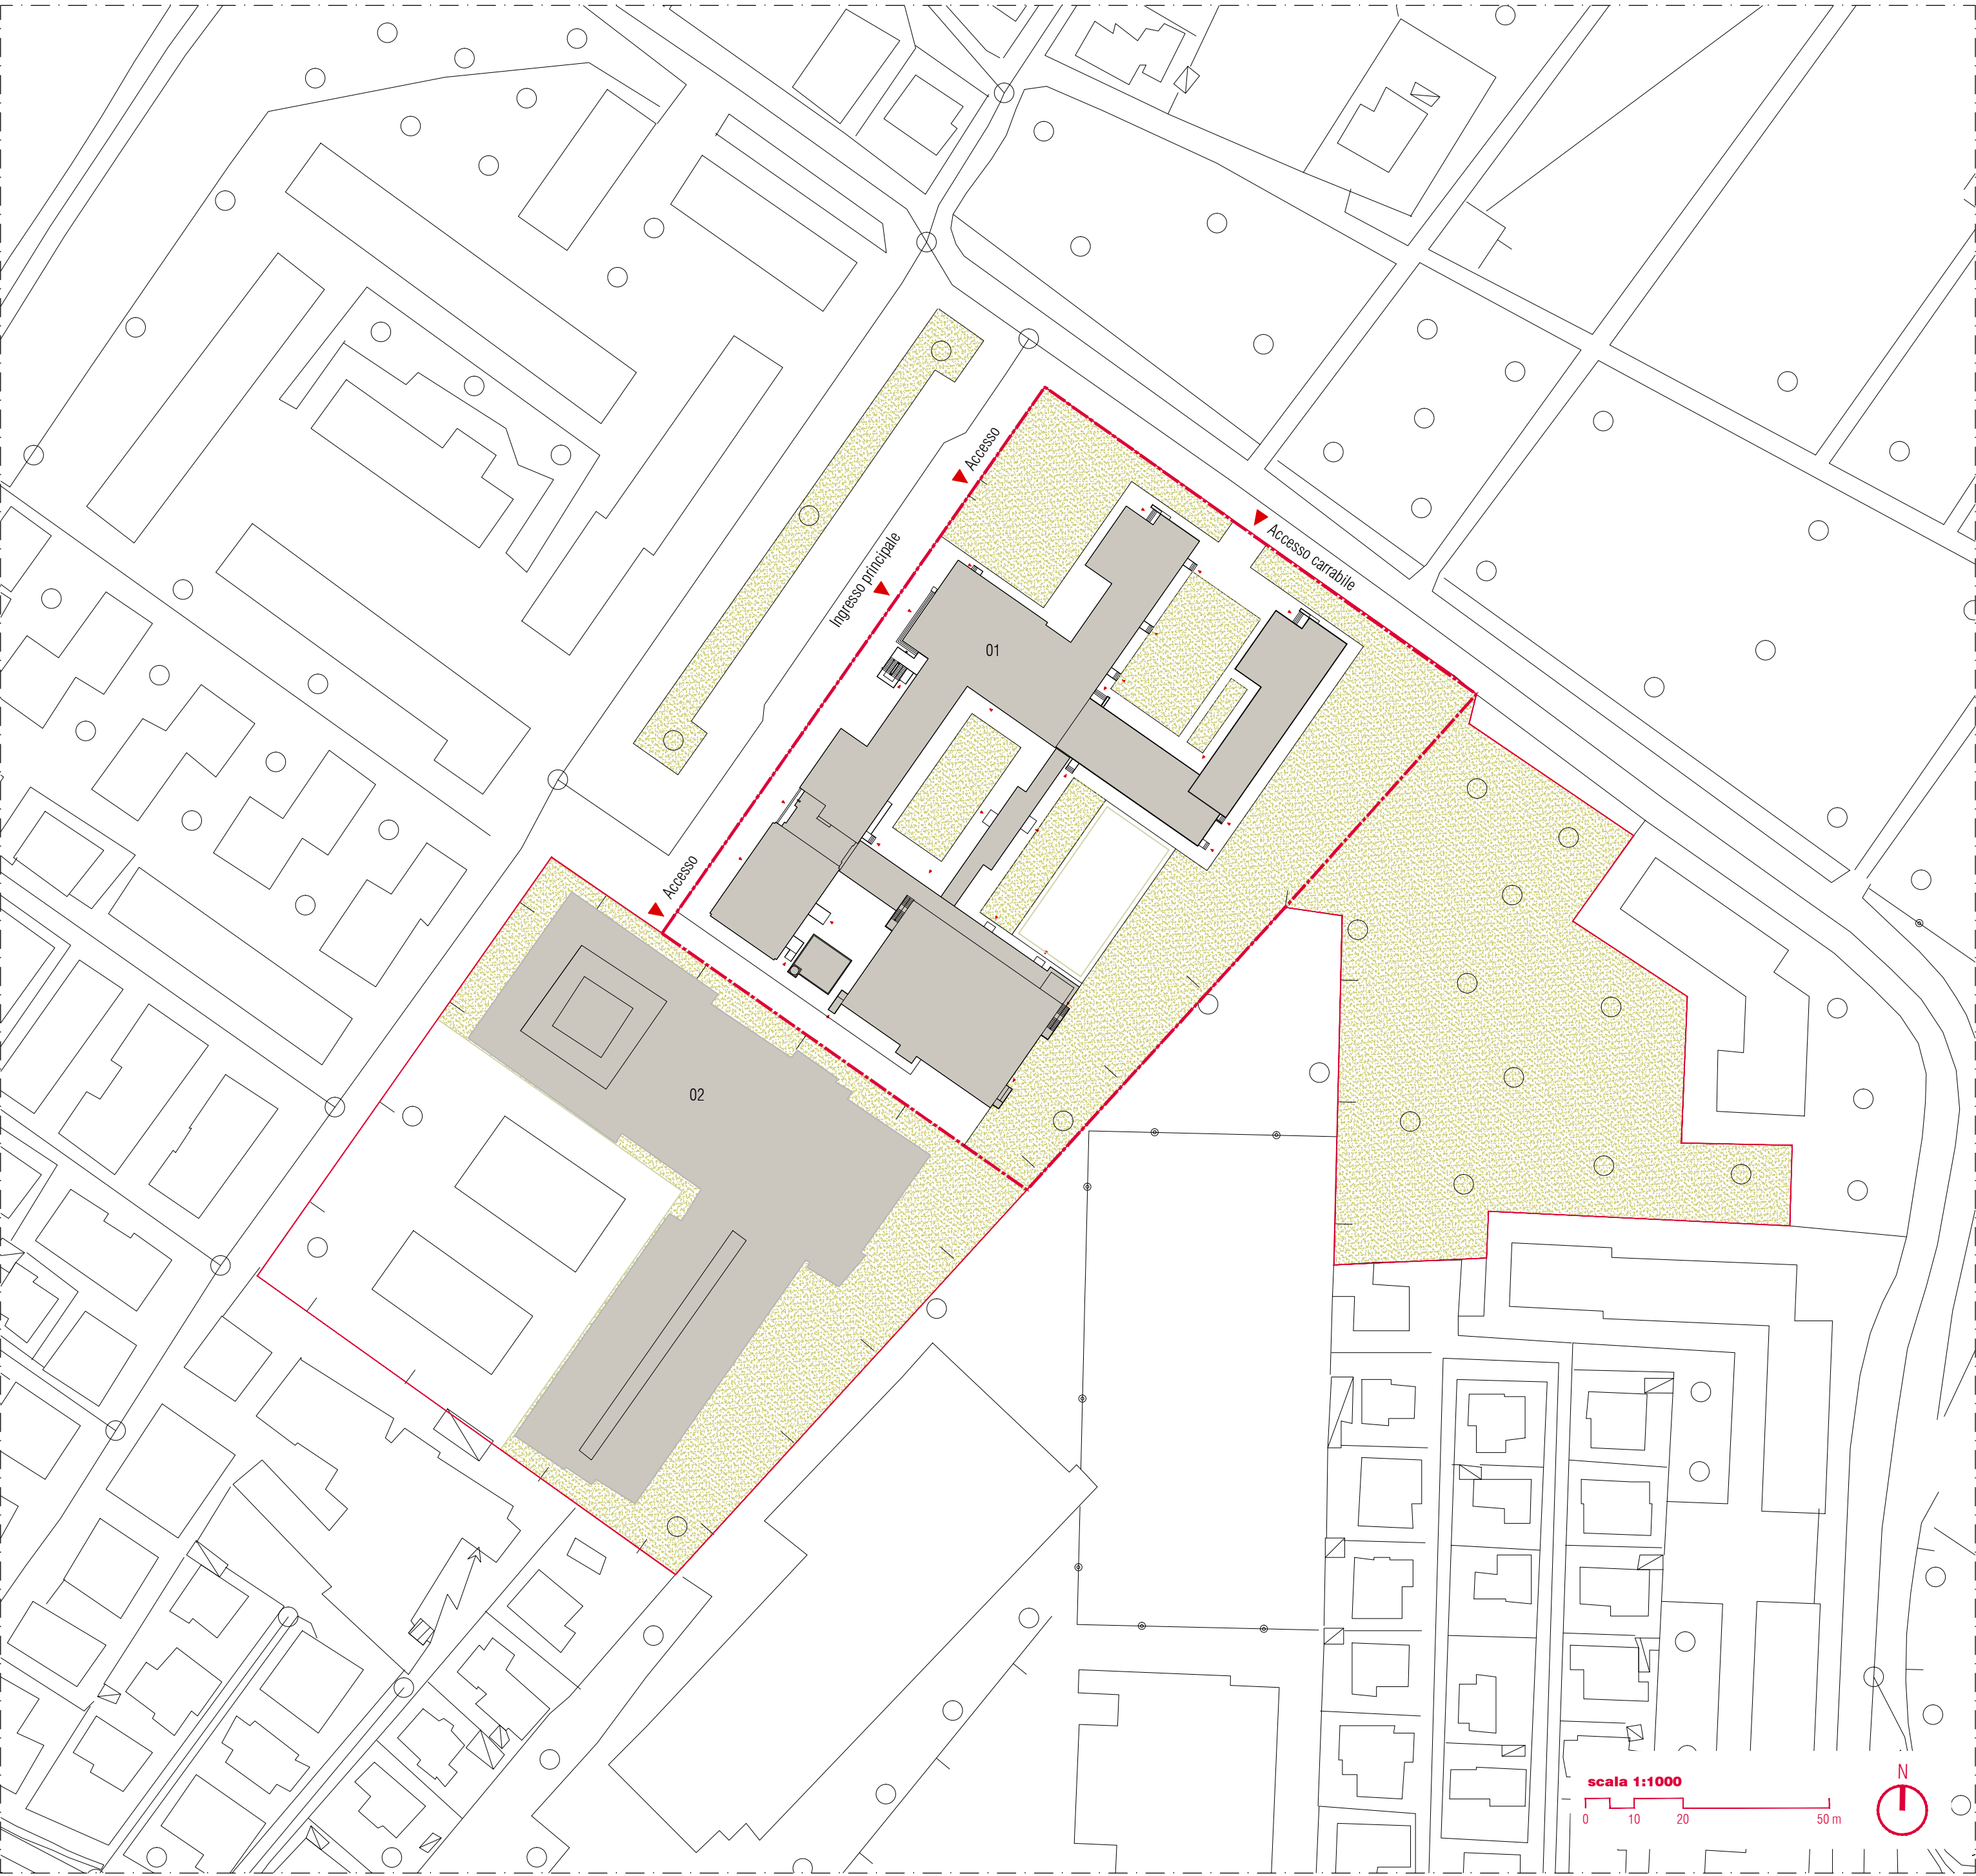 Accesso
Ingresso principale
Accesso carrabile
01
Accesso
02
scala 1:1000
0 10 20 50 m
N